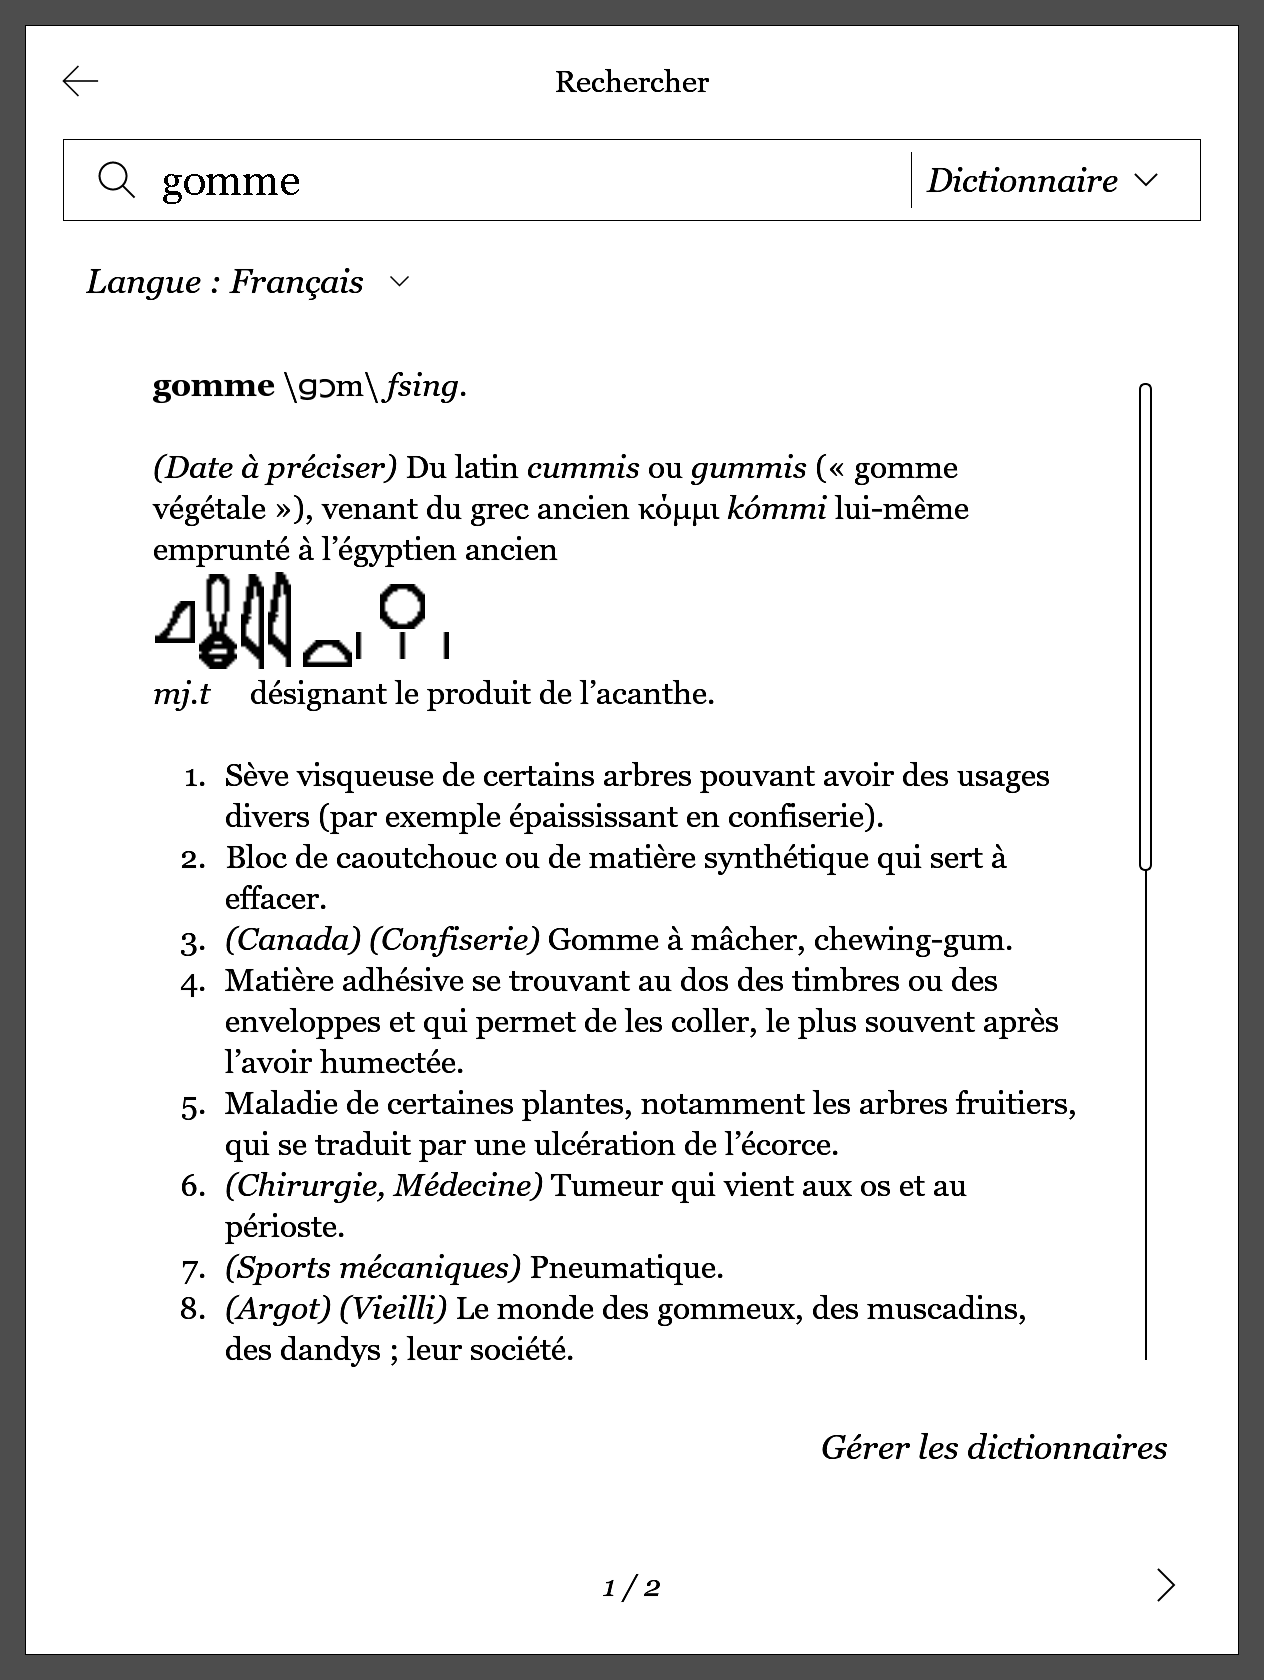 Rechercher
gomme Dictionnaire
Langue : Français
gomme \ɡɔm\ fsing.
(Date à préciser) Du latin cummis ou gummis (« gomme
végétale »), venant du grec ancien κόμμι kómmi lui-même
emprunté à l’égyptien ancien
mj.t désignant le produit de l’acanthe.
1. Sève visqueuse de certains arbres pouvant avoir des usages
divers (par exemple épaississant en confiserie).
2. Bloc de caoutchouc ou de matière synthétique qui sert à
effacer.
3. (Canada) (Confiserie) Gomme à mâcher, chewing-gum.
4. Matière adhésive se trouvant au dos des timbres ou des
enveloppes et qui permet de les coller, le plus souvent après
l’avoir humectée.
5. Maladie de certaines plantes, notamment les arbres fruitiers,
qui se traduit par une ulcération de l’écorce.
6. (Chirurgie, Médecine) Tumeur qui vient aux os et au
périoste.
7. (Sports mécaniques) Pneumatique.
8. (Argot) (Vieilli) Le monde des gommeux, des muscadins,
des dandys ; leur société.
Gérer les dictionnaires
1 / 2